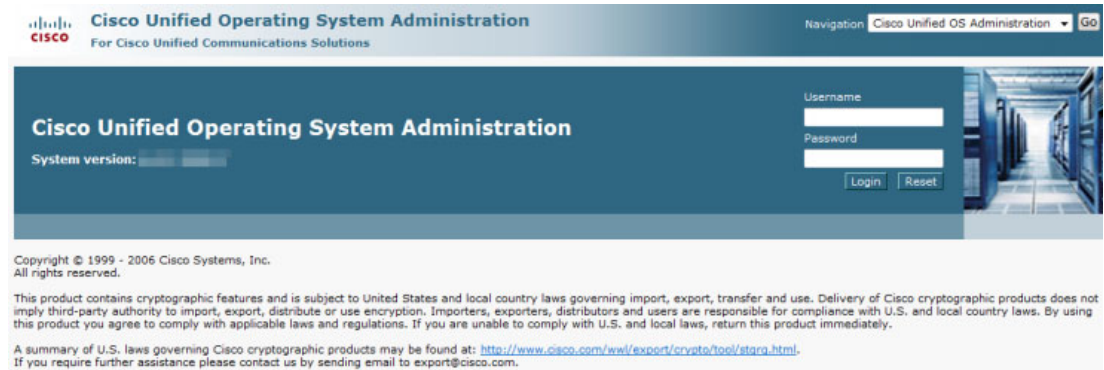 CISCO
Cisco Unified Operating System Administration
For Cisco Unified Communications Solutions
Navigation Cisco Unified OS Administration Go
Cisco Unified Operating System Administration
System version:
Username
Password
Login Reset
Copyright © 1999 - 2006 Cisco Systems, Inc.
All rights reserved.
This product contains cryptographic features and is subject to United States and local country laws governing import, export, transfer and use. Delivery of Cisco cryptographic products does not
imply third-party authority to import, export, distribute or use encryption. Importers, exporters, distributors and users are responsible for compliance with U.S. and local country laws. By using
this product you agree to comply with applicable laws and regulations. If you are unable to comply with U.S. and local laws, return this product immediately.
A summary of U.S. laws governing Cisco cryptographic products may be found at: http://www.cisco.com/wwl/export/crypto/tool/stqrg.html.
If you require further assistance please contact us by sending email to export@cisco.com.